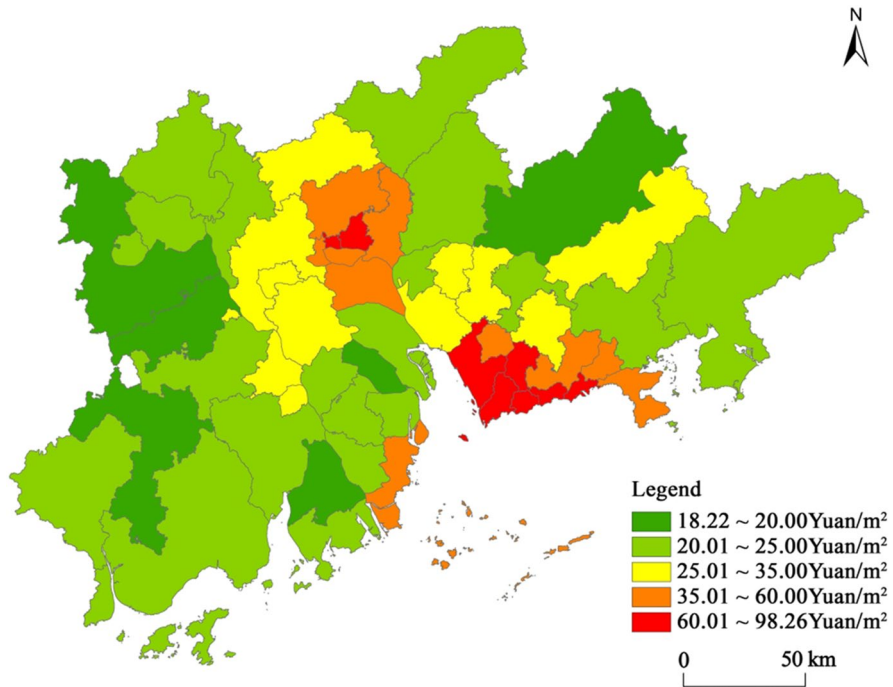 N
Legend
18.22 ~ 20.00Yuan/m²
20.01 ~ 25.00Yuan/m²
25.01 ~ 35.00Yuan/m²
35.01 ~ 60.00Yuan/m²
60.01 ~ 98.26Yuan/m²
0 50 km